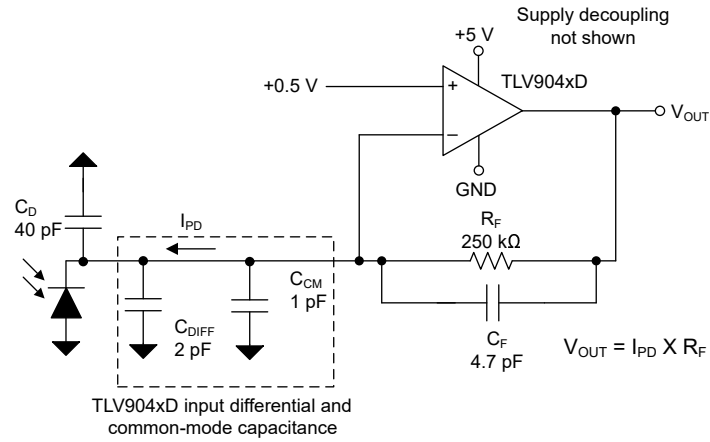 Supply decoupling
not shown
+5 V
TLV904xD
+0.5 V
+
–
V_OUT
GND
C_D
40 pF
I_PD
R_F
250 kΩ
C_CM
1 pF
C_DIFF
2 pF
C_F
4.7 pF
V_OUT = I_PD X R_F
TLV904xD input differential and
common-mode capacitance